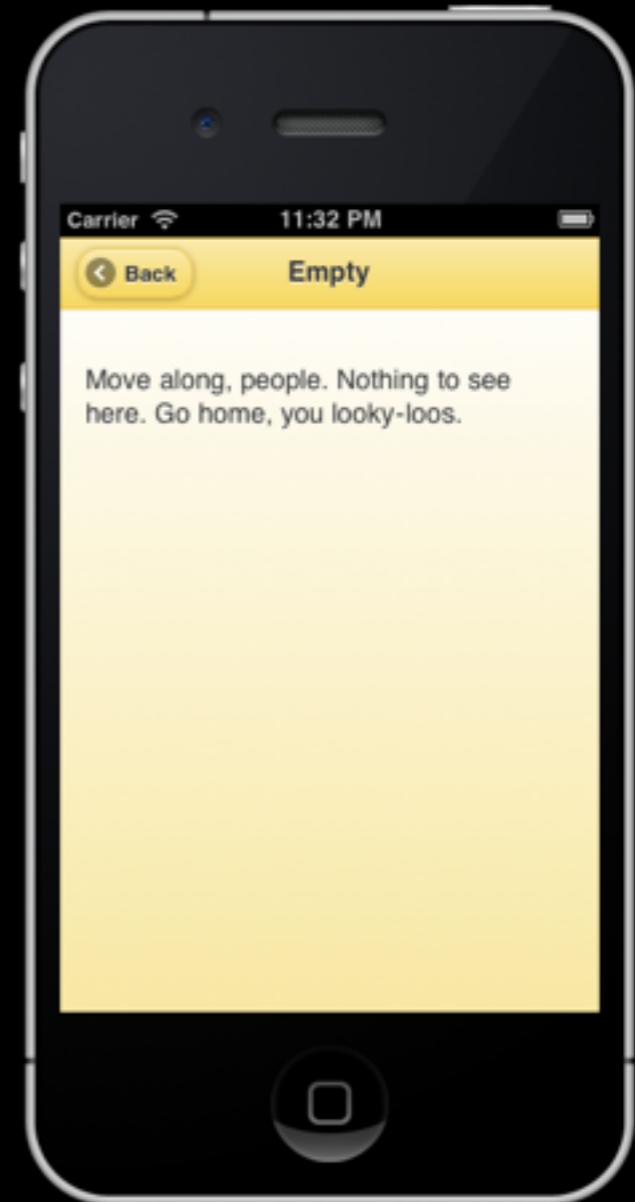 Carrier 11:32 PM
Back Empty
Move along, people. Nothing to see
here. Go home, you looky-loos.